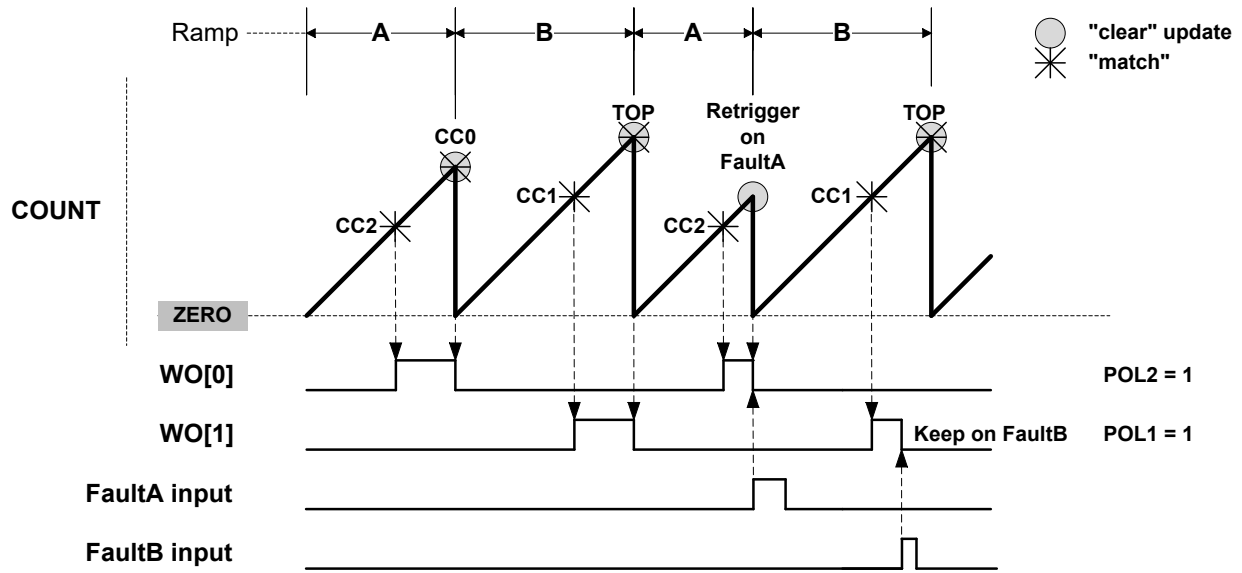 Ramp
A
B
A
B
"clear" update
"match"
TOP
Retrigger
on
FaultA
TOP
CC0
CC1
CC1
COUNT
CC2
CC2
ZERO
WO[0]
POL2 = 1
WO[1]
Keep on FaultB
POL1 = 1
FaultA input
FaultB input